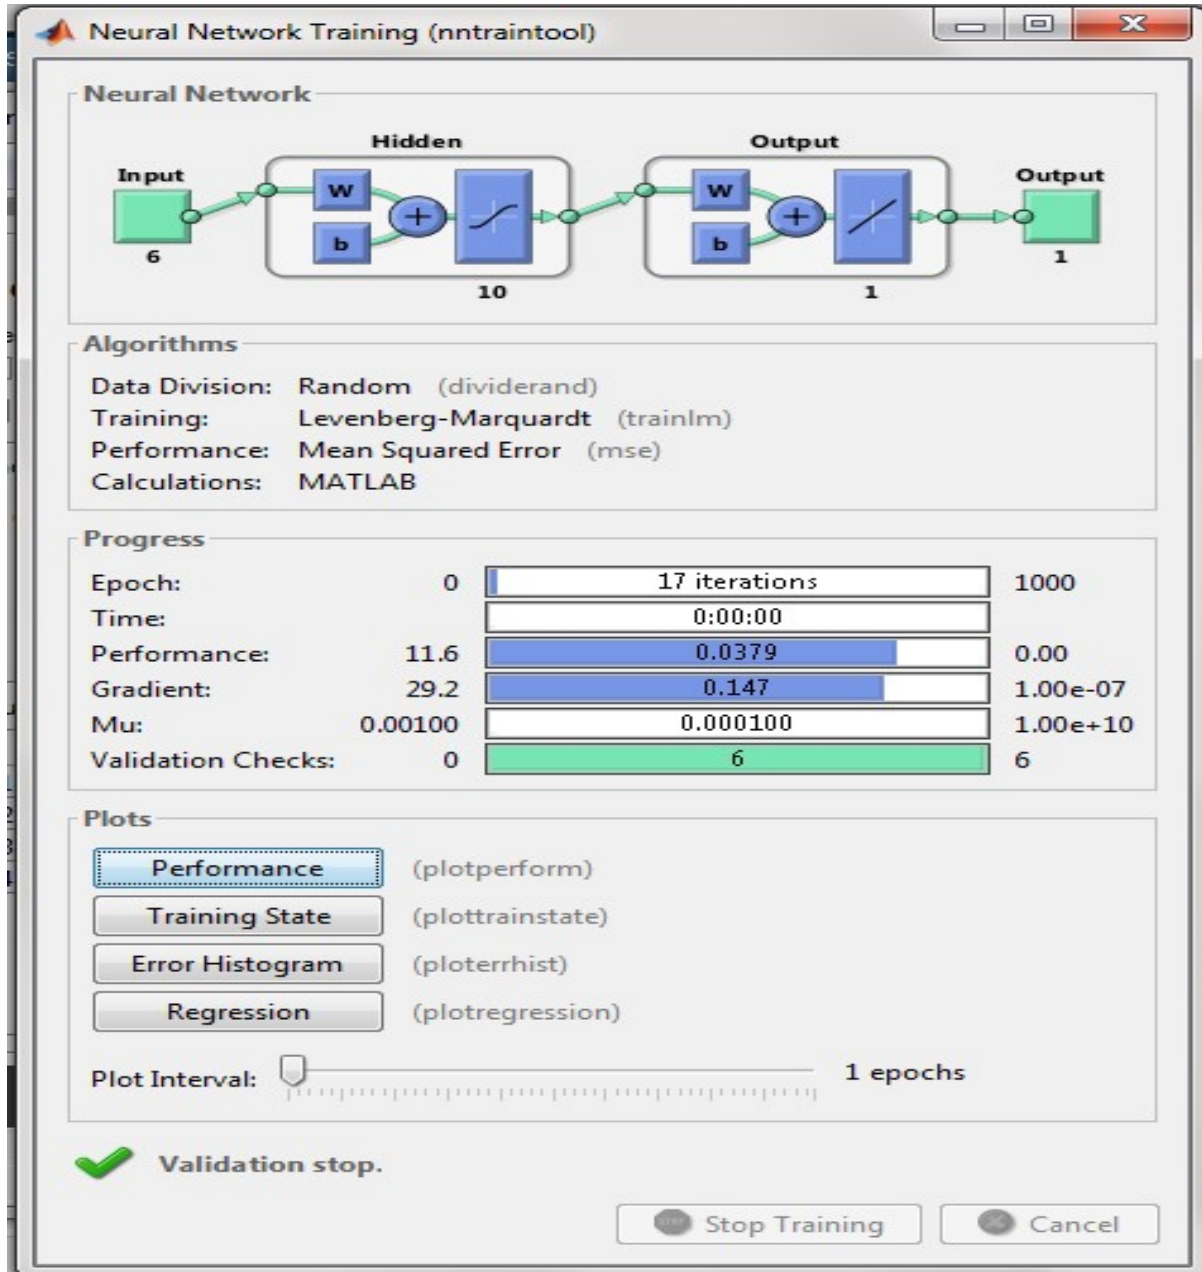 Neural Network Training (nntraintool)
Neural Network
Hidden
Output
Input
Output
W
W
b
b
6
1
10
1
Algorithms
Data Division: Random (dividerand)
Training: Levenberg-Marquardt (trainlm)
Performance: Mean Squared Error (mse)
Calculations: MATLAB
Progress
Epoch: 0 17 iterations 1000
Time: 0:00:00
Performance: 11.6 0.0379 0.00
Gradient: 29.2 0.147 1.00e-07
Mu: 0.00100 0.000100 1.00e+10
Validation Checks: 0 6 6
Plots
Performance (plotperform)
Training State (plottrainstate)
Error Histogram (ploterrhist)
Regression (plotregression)
Plot Interval: 1 epochs
Validation stop.
Stop Training Cancel